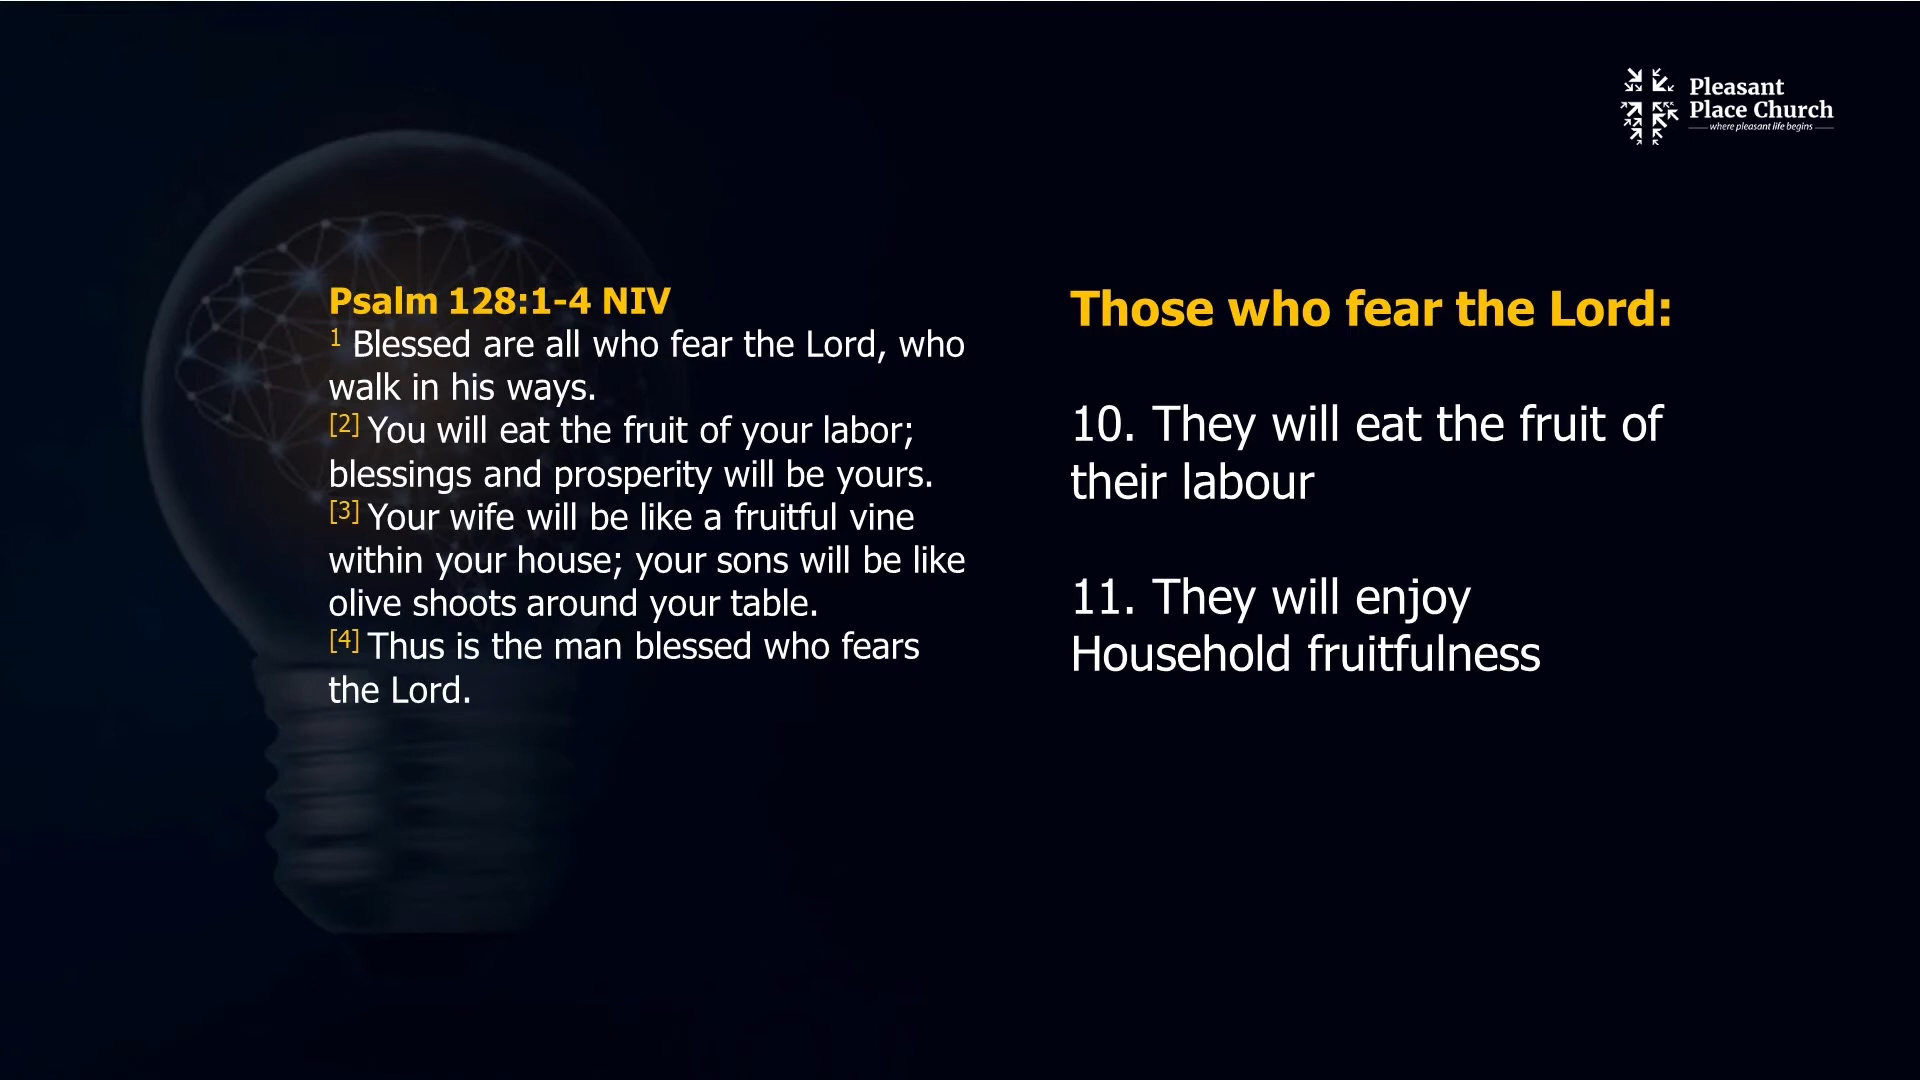 Pleasant
Place Church
where pleasant life begins
Psalm 128:1-4 NIV
1 Blessed are all who fear the Lord, who
walk in his ways.
[2] You will eat the fruit of your labor;
blessings and prosperity will be yours.
[3] Your wife will be like a fruitful vine
within your house; your sons will be like
olive shoots around your table.
[4] Thus is the man blessed who fears
the Lord.
Those who fear the Lord:
10. They will eat the fruit of
their labour
11. They will enjoy
Household fruitfulness